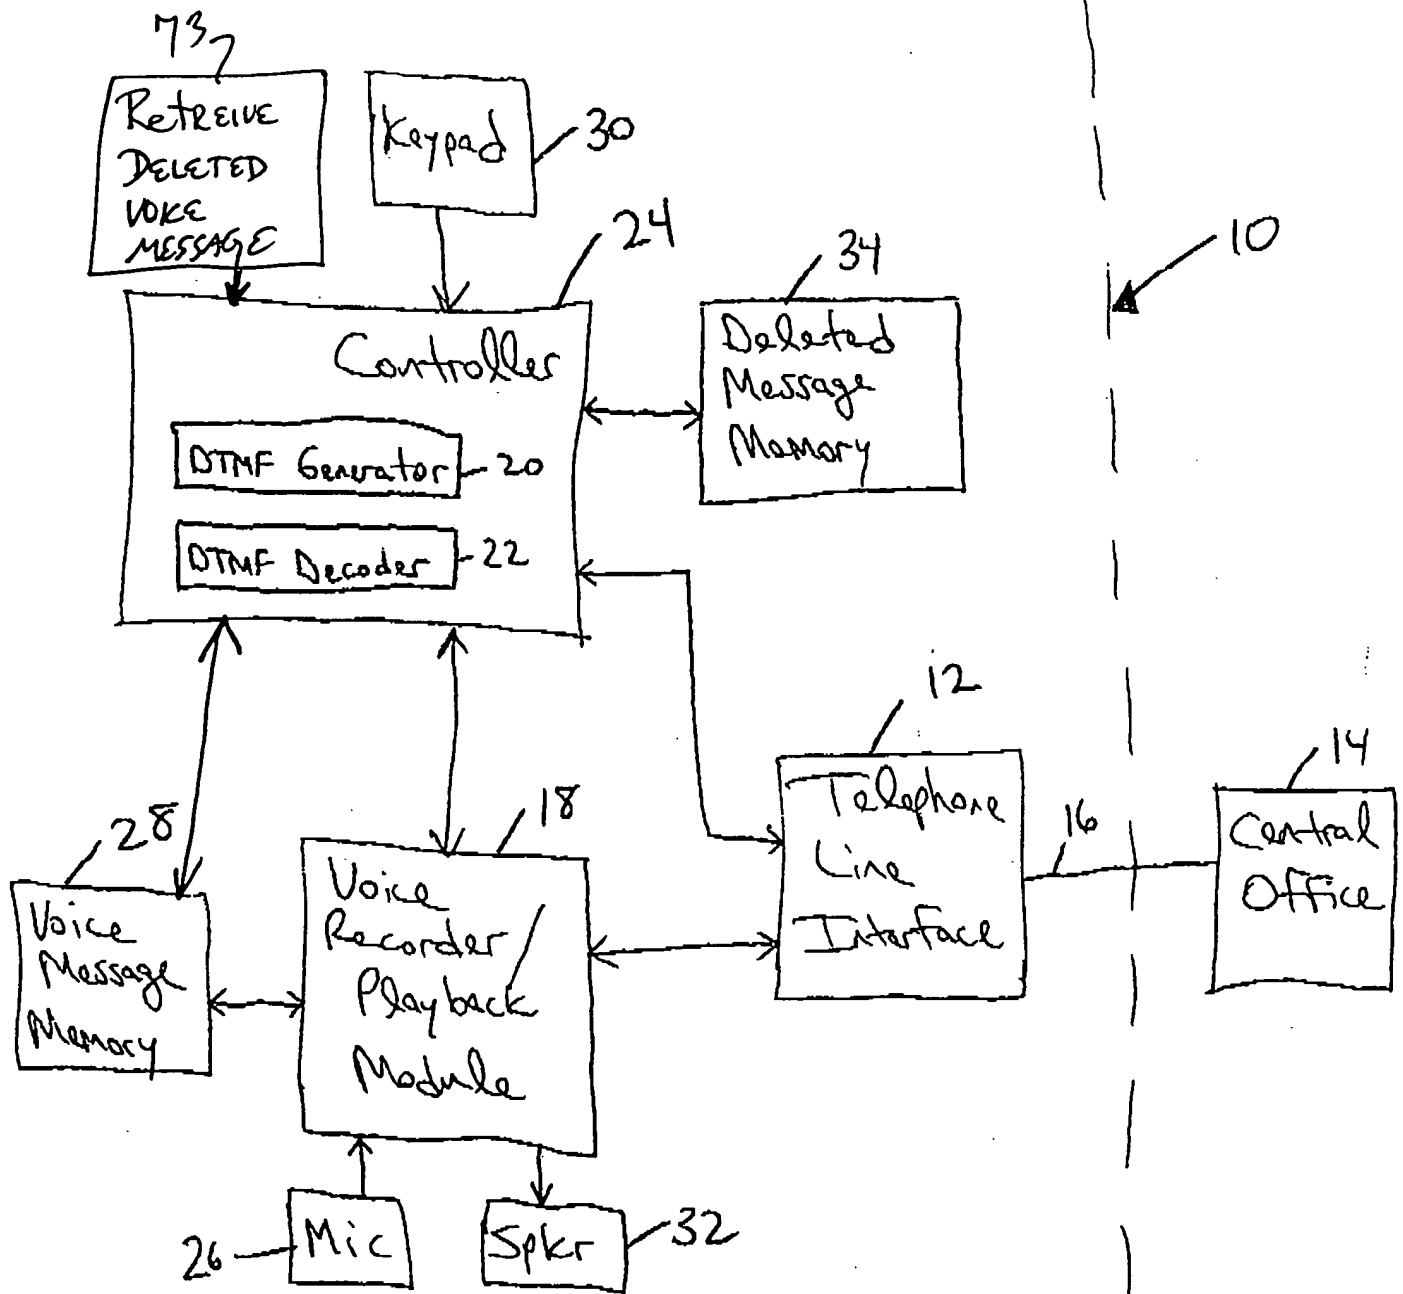 73
RetREIVE
DELETED
VOICE
MESSAGE
Keypad
30
24
34
10
Controller
Deleted
Message
Memory
DTMF Generator
20
DTMF Decoder
22
12
14
Telephone
Line
Interface
16
Central
Office
28
18
Voice
Message
Memory
Voice
Recorder/
Playback
Module
26
Mic
Spkr
32